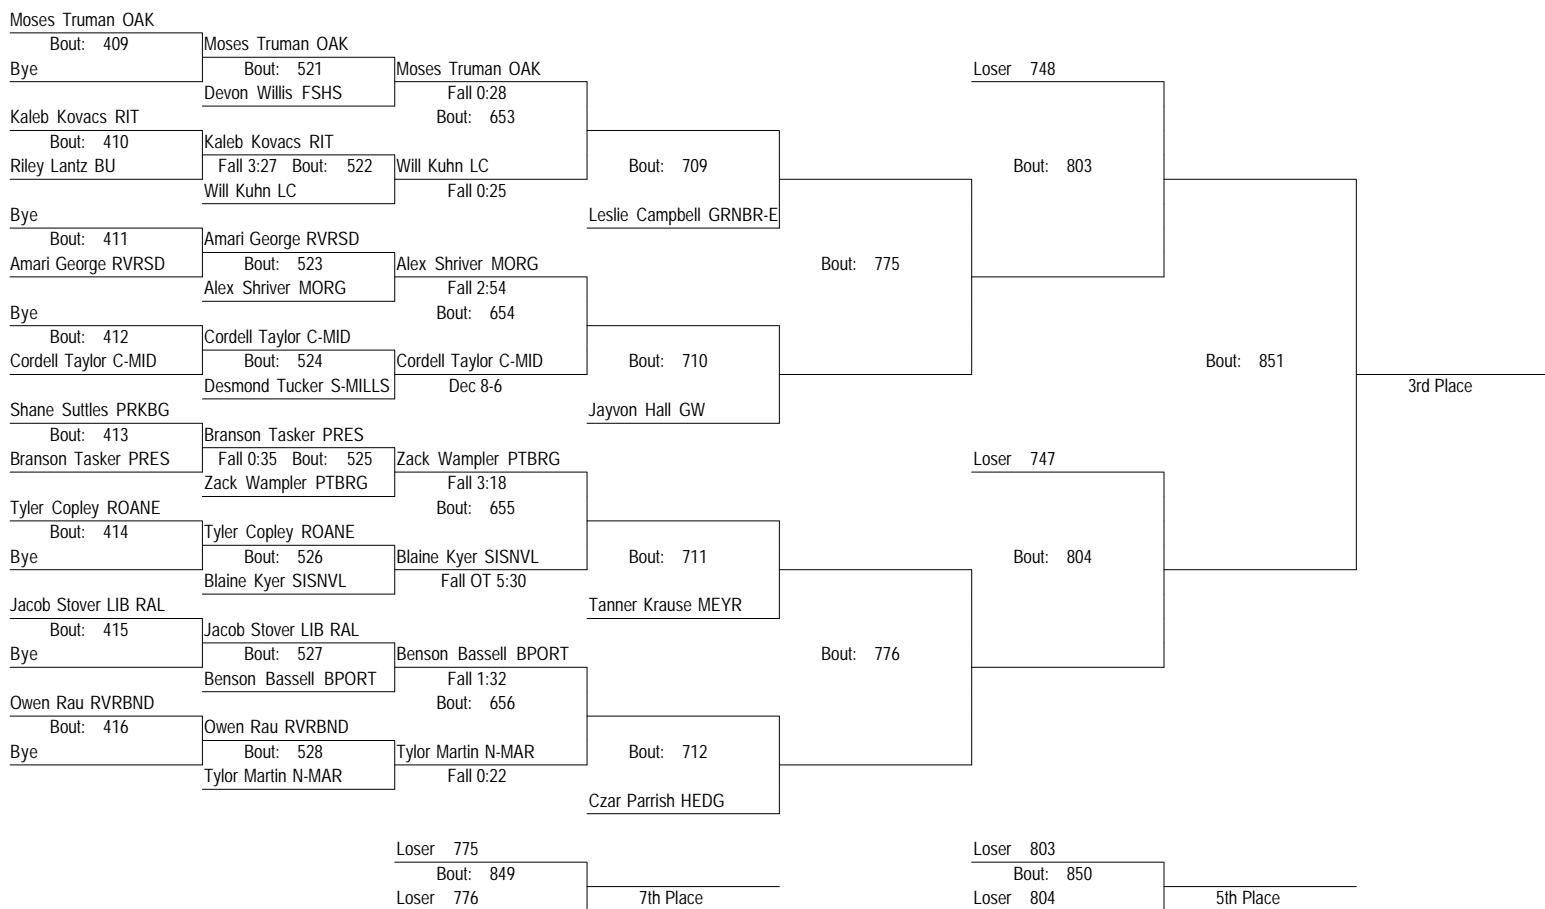 Moses Truman OAK
Bout: 409 Moses Truman OAK
Bye Bout: 521 Moses Truman OAK Loser 748
Devon Willis FSHS Fall 0:28
Kaleb Kovacs RIT Bout: 653
Bout: 410 Kaleb Kovacs RIT
Riley Lantz BU Fall 3:27 Bout: 522 Will Kuhn LC Bout: 709 Bout: 803
Will Kuhn LC Fall 0:25
Bye Leslie Campbell GRNBR-E
Bout: 411 Amari George RVRSD
Amari George RVRSD Bout: 523 Alex Shriver MORG Bout: 775
Alex Shriver MORG Fall 2:54
Bye Bout: 654
Bout: 412 Cordell Taylor C-MID
Cordell Taylor C-MID Bout: 524 Cordell Taylor C-MID Bout: 710 Bout: 851
Desmond Tucker S-MILLS Dec 8-6 3rd Place
Shane Suttles PRKBG Jayvon Hall GW
Bout: 413 Branson Tasker PRES
Branson Tasker PRES Fall 0:35 Bout: 525 Zack Wampler PTBRG Loser 747
Zack Wampler PTBRG Fall 3:18
Tyler Copley ROANE Bout: 655
Bout: 414 Tyler Copley ROANE
Bye Bout: 526 Blaine Kyer SISNVL Bout: 711 Bout: 804
Blaine Kyer SISNVL Fall OT 5:30
Jacob Stover LIB RAL Tanner Krause MEYR
Bout: 415 Jacob Stover LIB RAL
Bye Bout: 527 Benson Bassell BPORT Bout: 776
Benson Bassell BPORT Fall 1:32
Owen Rau RVRBND Bout: 656
Bout: 416 Owen Rau RVRBND
Bye Bout: 528 Tylor Martin N-MAR Bout: 712
Tylor Martin N-MAR Fall 0:22
Czar Parrish HEDG
Loser 775 Loser 803
Bout: 849 Bout: 850
Loser 776 7th Place Loser 804 5th Place